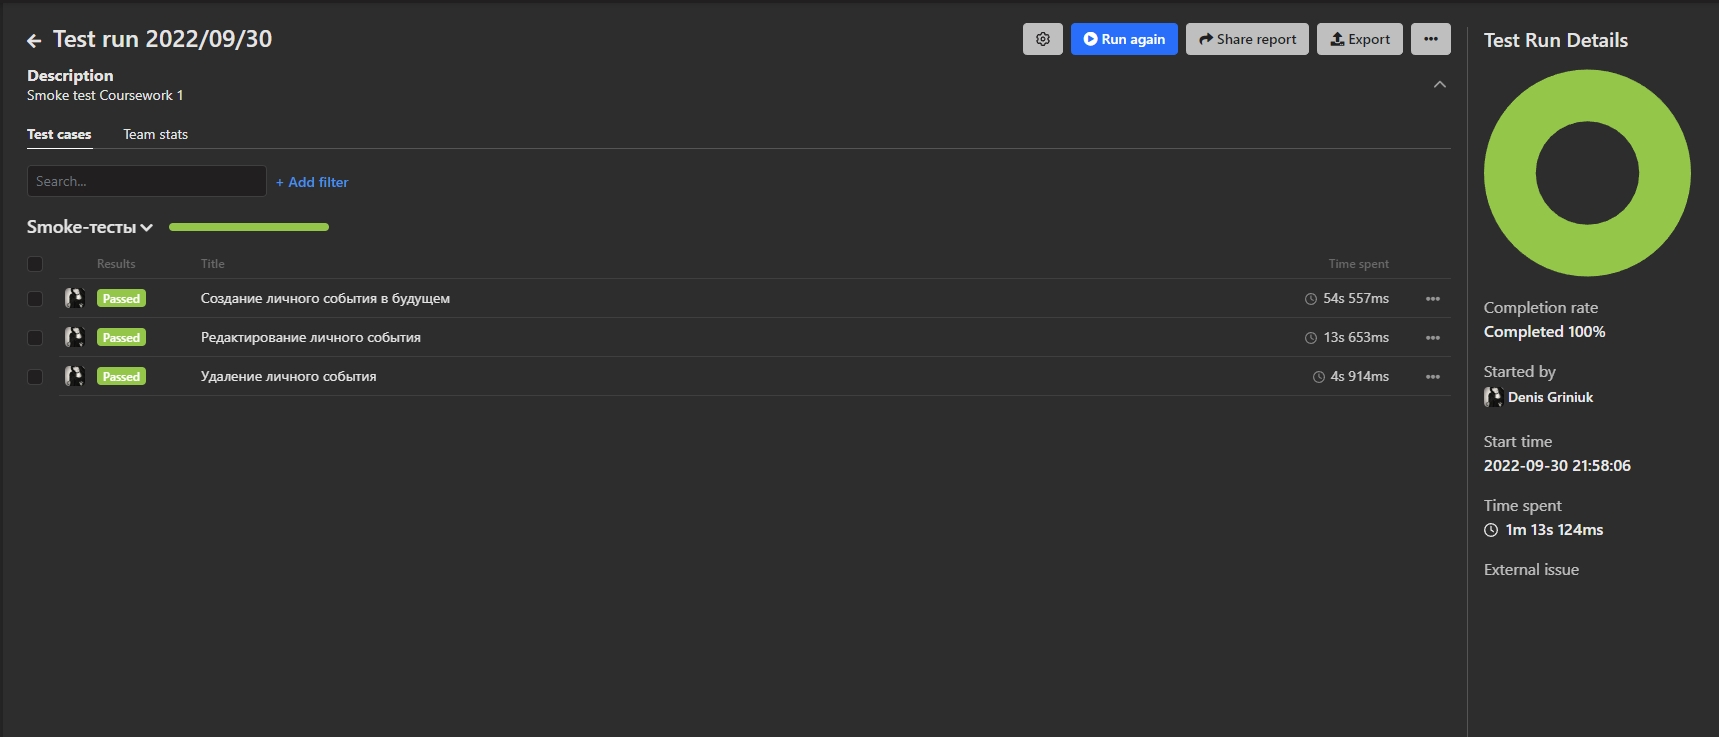 Test run 2022/09/30
Run again
Share report
Export
Description
Smoke test Coursework 1
Test cases
Team stats
Search...
+ Add filter
Smoke-тесты
Results Title Time spent
Passed Создание личного события в будущем 54s 557ms
Passed Редактирование личного события 13s 653ms
Passed Удаление личного события 4s 914ms
Test Run Details
Completion rate
Completed 100%
Started by
Denis Griniuk
Start time
2022-09-30 21:58:06
Time spent
1m 13s 124ms
External issue